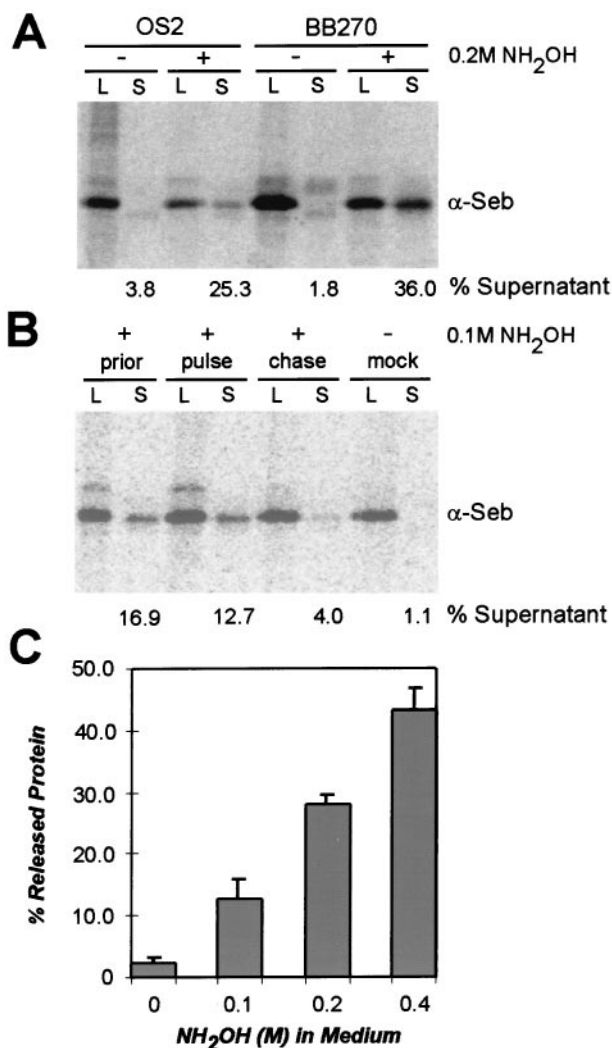 A
OS2 BB270
- + - + 0.2M NH₂OH
L S L S L S L S
α-Seb
3.8 25.3 1.8 36.0 % Supernatant
B
+ + + - 0.1M NH₂OH
prior pulse chase mock
L S L S L S L S
α-Seb
16.9 12.7 4.0 1.1 % Supernatant
C
50.0
40.0
30.0
20.0
10.0
0
% Released Protein
0 0.1 0.2 0.4
NH₂OH (M) in Medium